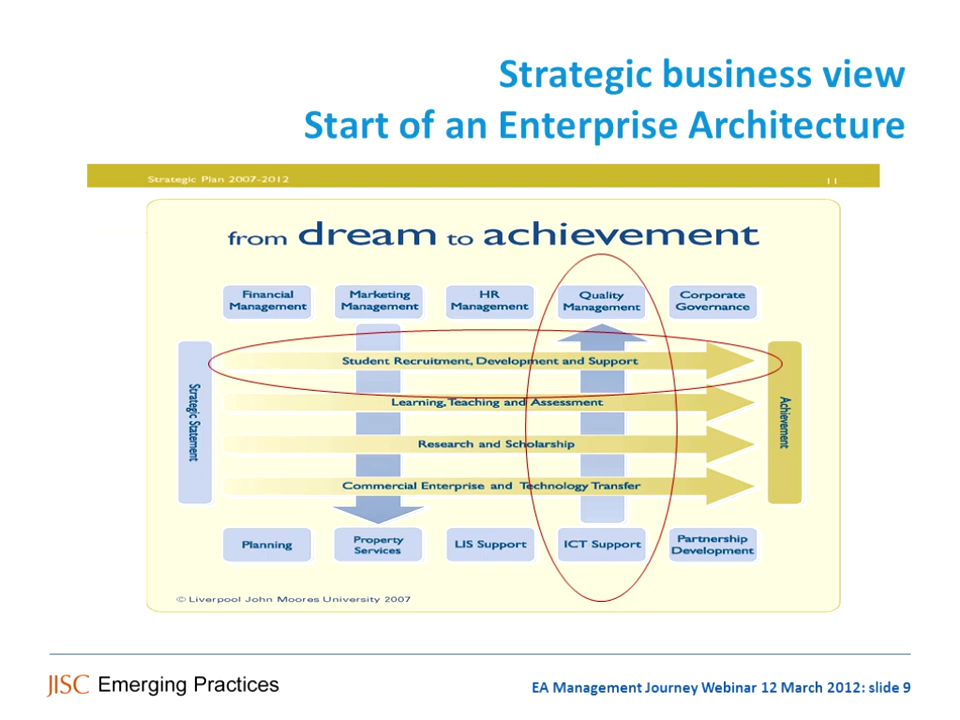 Strategic business view
Start of an Enterprise Architecture
Strategic Plan 2007-2012 11
from dream to achievement
Financial
Management
Marketing
Management
HR
Management
Quality
Management
Corporate
Governance
Strategic Statement
Student Recruitment, Development and Support
Learning, Teaching and Assessment
Research and Scholarship
Commercial Enterprise and Technology Transfer
Achievement
Planning
Property
Services
LIS Support
ICT Support
Partnership
Development
© Liverpool John Moores University 2007
JISC Emerging Practices
EA Management Journey Webinar 12 March 2012: slide 9